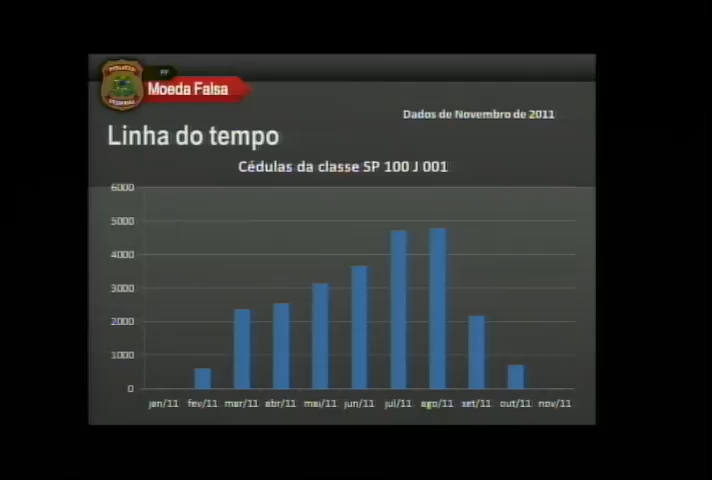 POLÍCIA
FEDERAL
PF
Moeda Falsa
Dados de Novembro de 2011
Linha do tempo
Cédulas da classe SP 100 J 001
6000
5000
4000
3000
2000
1000
0
jan/11 fev/11 mar/11 abr/11 mai/11 jun/11 jul/11 ago/11 set/11 out/11 nov/11